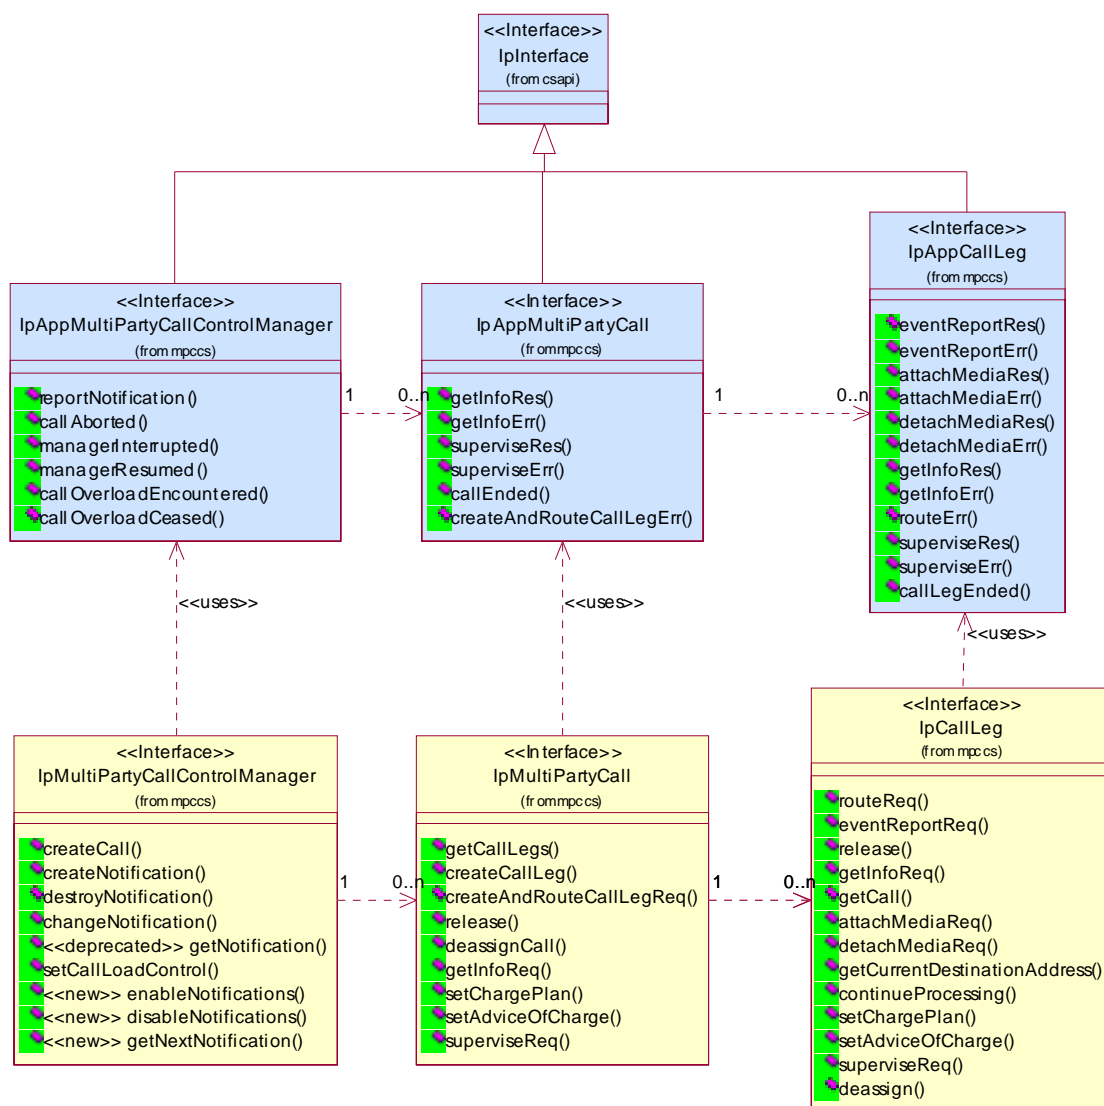 <<Interface>>
IpInterface
(from csapi)
<<Interface>>
IpAppMultiPartyCallControlManager
(from mpccs)
reportNotification()
callAborted()
managerInterrupted()
managerResumed()
callOverloadEncountered()
callOverloadCeased()
1
0..n
<<Interface>>
IpAppMultiPartyCall
(from mpccs)
getInfoRes()
getInfoErr()
superviseRes()
superviseErr()
callEnded()
createAndRouteCallLegErr()
1
0..n
<<Interface>>
IpAppCallLeg
(from mpccs)
eventReportRes()
eventReportErr()
attachMediaRes()
attachMediaErr()
detachMediaRes()
detachMediaErr()
getInfoRes()
getInfoErr()
routeErr()
superviseRes()
superviseErr()
callLegEnded()
<<uses>>
<<uses>>
<<uses>>
<<Interface>>
IpMultiPartyCallControlManager
(from mpccs)
createCall()
createNotification()
destroyNotification()
changeNotification()
<<deprecated>> getNotification()
setCallLoadControl()
<<new>> enableNotifications()
<<new>> disableNotifications()
<<new>> getNextNotification()
1
0..n
<<Interface>>
IpMultiPartyCall
(from mpccs)
getCallLegs()
createCallLeg()
createAndRouteCallLegReq()
release()
deassignCall()
getInfoReq()
setChargePlan()
setAdviceOfCharge()
superviseReq()
1
0..n
<<Interface>>
IpCallLeg
(from mpccs)
routeReq()
eventReportReq()
release()
getInfoReq()
getCall()
attachMediaReq()
detachMediaReq()
getCurrentDestinationAddress()
continueProcessing()
setChargePlan()
setAdviceOfCharge()
superviseReq()
deassign()